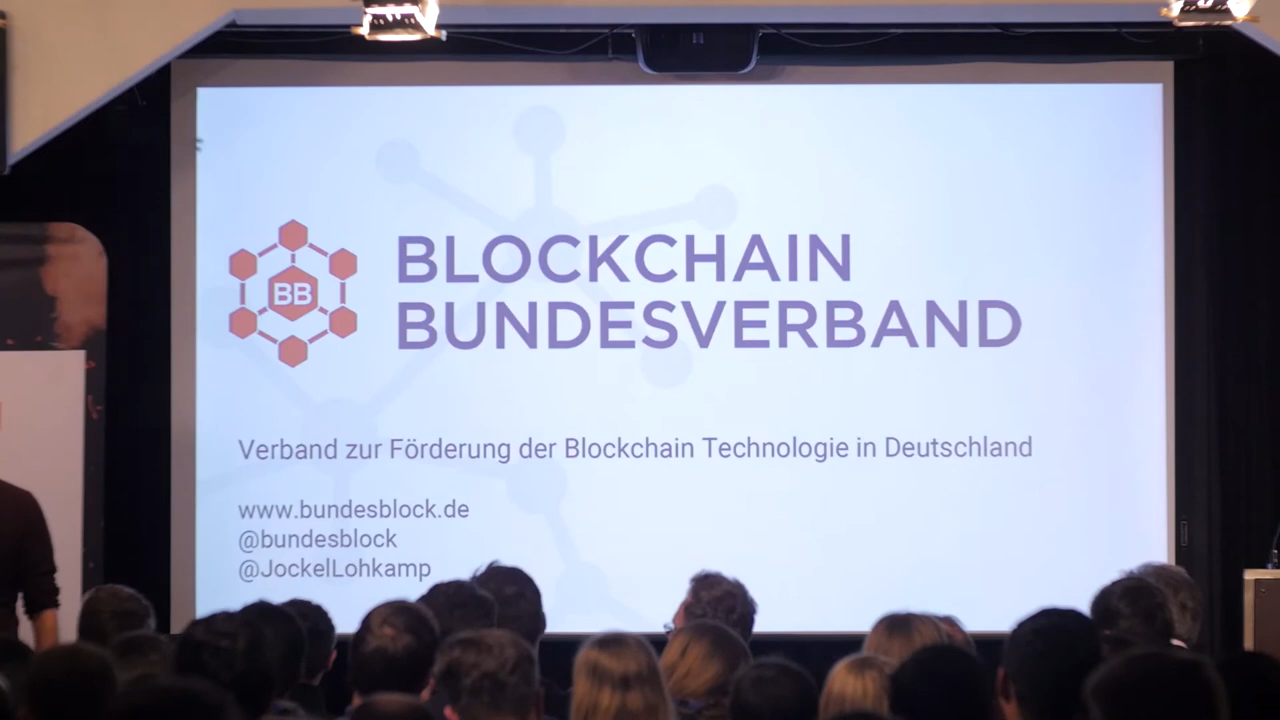 BB
BLOCKCHAIN
BUNDESVERBAND
Verband zur Förderung der Blockchain Technologie in Deutschland
www.bundesblock.de
@bundesblock
@JockelLohkamp